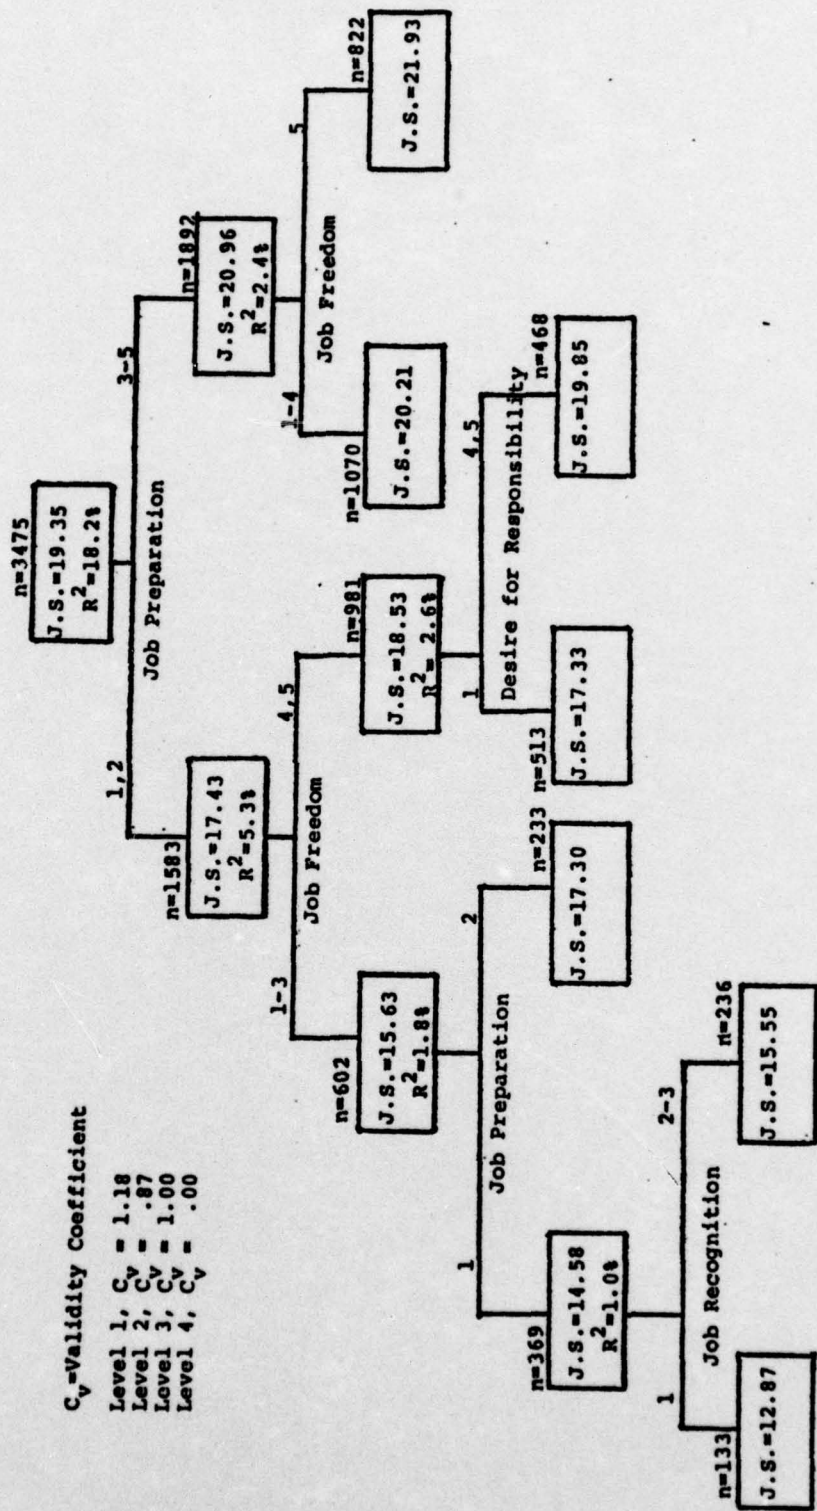 n=3475
J.S.=19.35
R²=18.2%
Job Preparation
1,2
3-5
n=1583
J.S.=17.43
R²=5.3%
n=1892
J.S.=20.96
R²=2.4%
Job Freedom
1-3
4,5
Job Freedom
1-4
5
n=602
J.S.=15.63
R²=1.8%
n=981
J.S.=18.53
R²= 2.6%
n=1070
J.S.=20.21
n=822
J.S.=21.93
Job Preparation
1
2
Desire for Responsibility
1
4,5
n=369
J.S.=14.58
R²=1.0%
n=233
J.S.=17.30
n=513
J.S.=17.33
n=468
J.S.=19.85
Job Recognition
1
2-3
n=133
J.S.=12.87
n=236
J.S.=15.55
Cv=Validity Coefficient
Level 1, Cv = 1.18
Level 2, Cv = .87
Level 3, Cv = 1.00
Level 4, Cv = .00